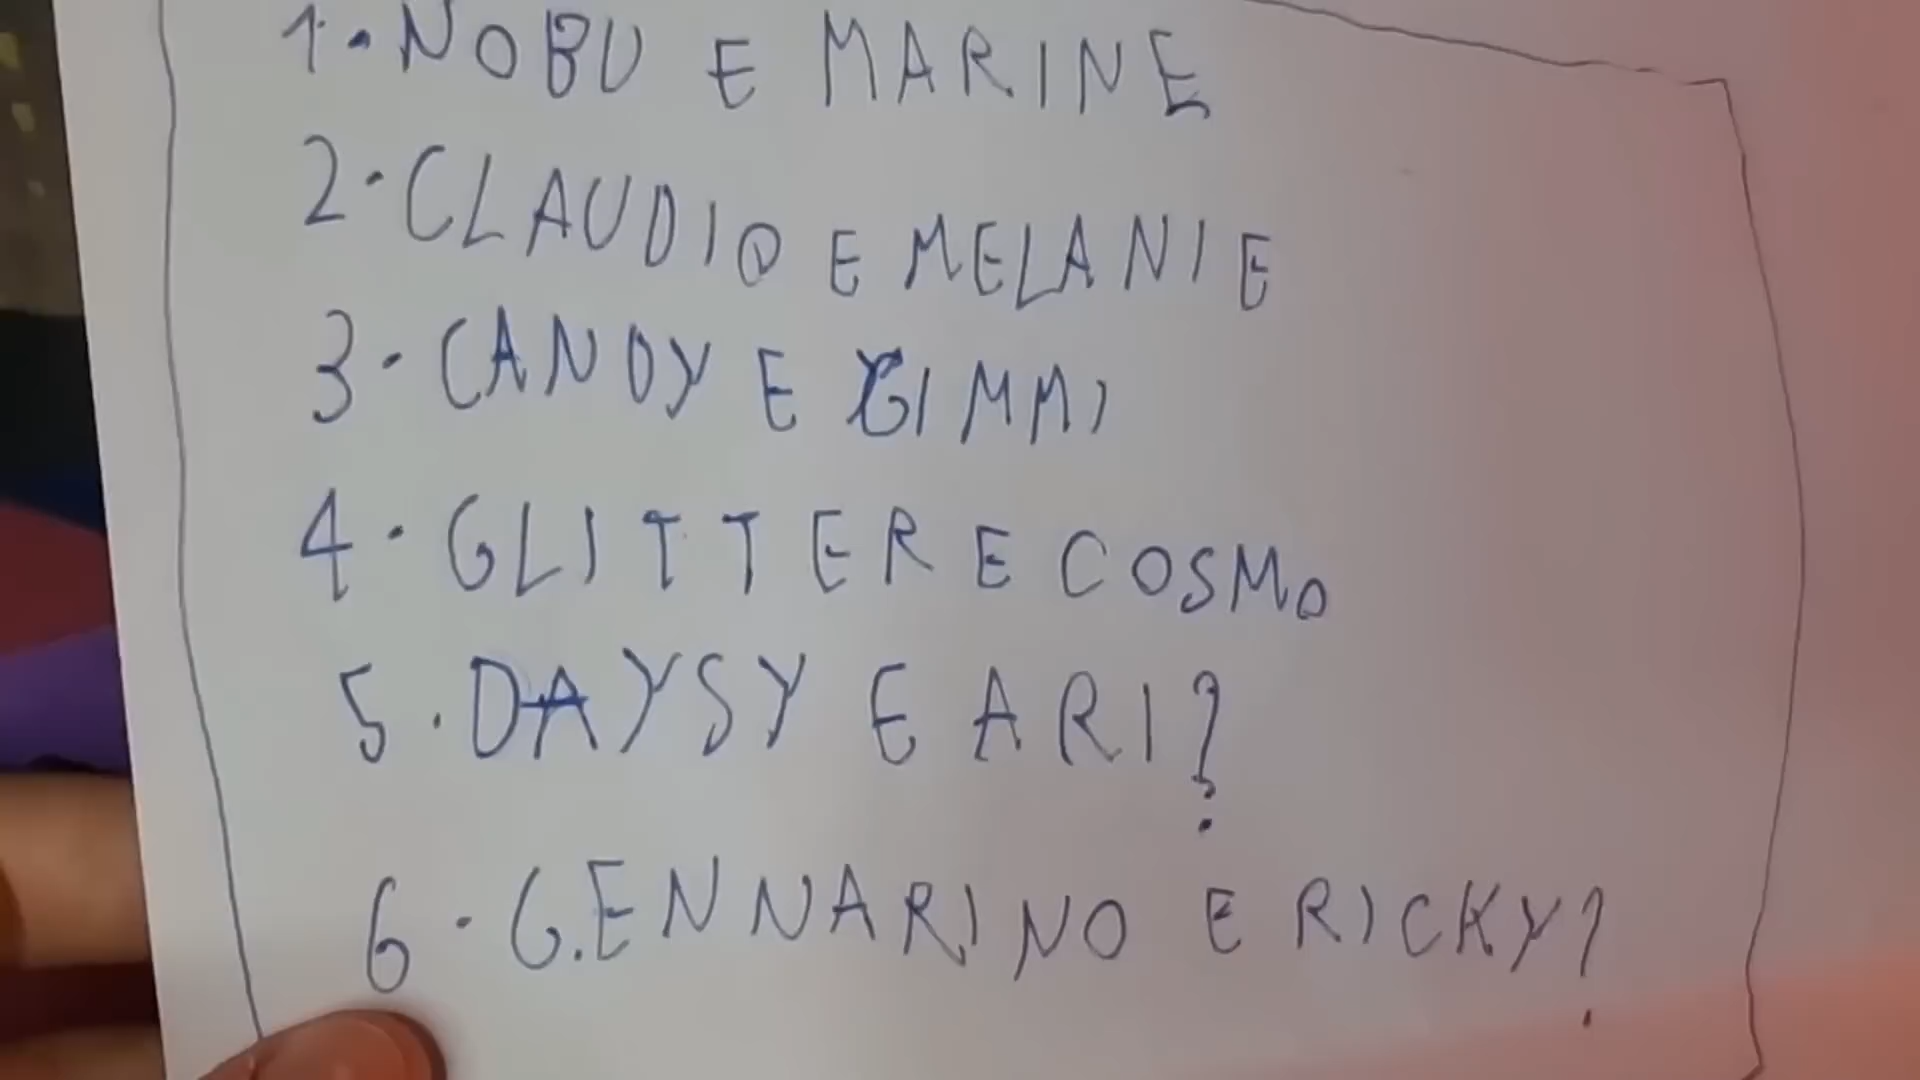 1. NOBU E MARINE
2. CLAUDIO E MELANIE
3. CANDY E GIMMI
4. GLITTER E COSMO
5. DAYSY E ARI?
6. GENNARINO E RICKY?